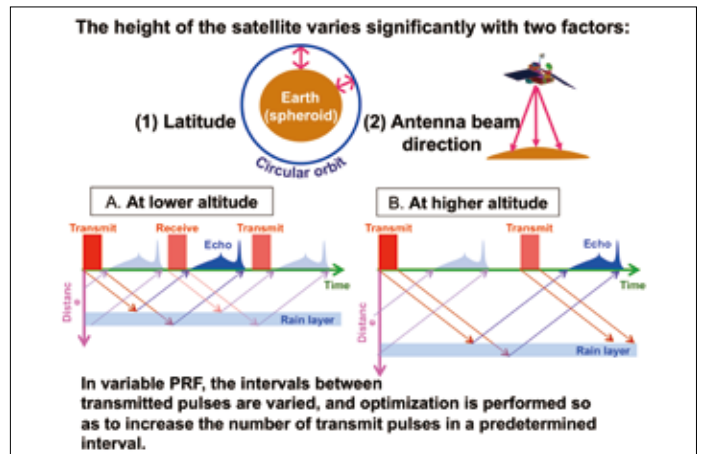 The height of the satellite varies significantly with two factors:
Earth
(spheroid)
(1) Latitude
Circular orbit
(2) Antenna beam
direction
A. At lower altitude
Transmit
Receive
Transmit
Echo
Time
Distanc
e
Rain layer
B. At higher altitude
Transmit
Transmit
Echo
Time
Distanc
e
Rain layer
In variable PRF, the intervals between
transmitted pulses are varied, and optimization is performed so
as to increase the number of transmit pulses in a predetermined
interval.